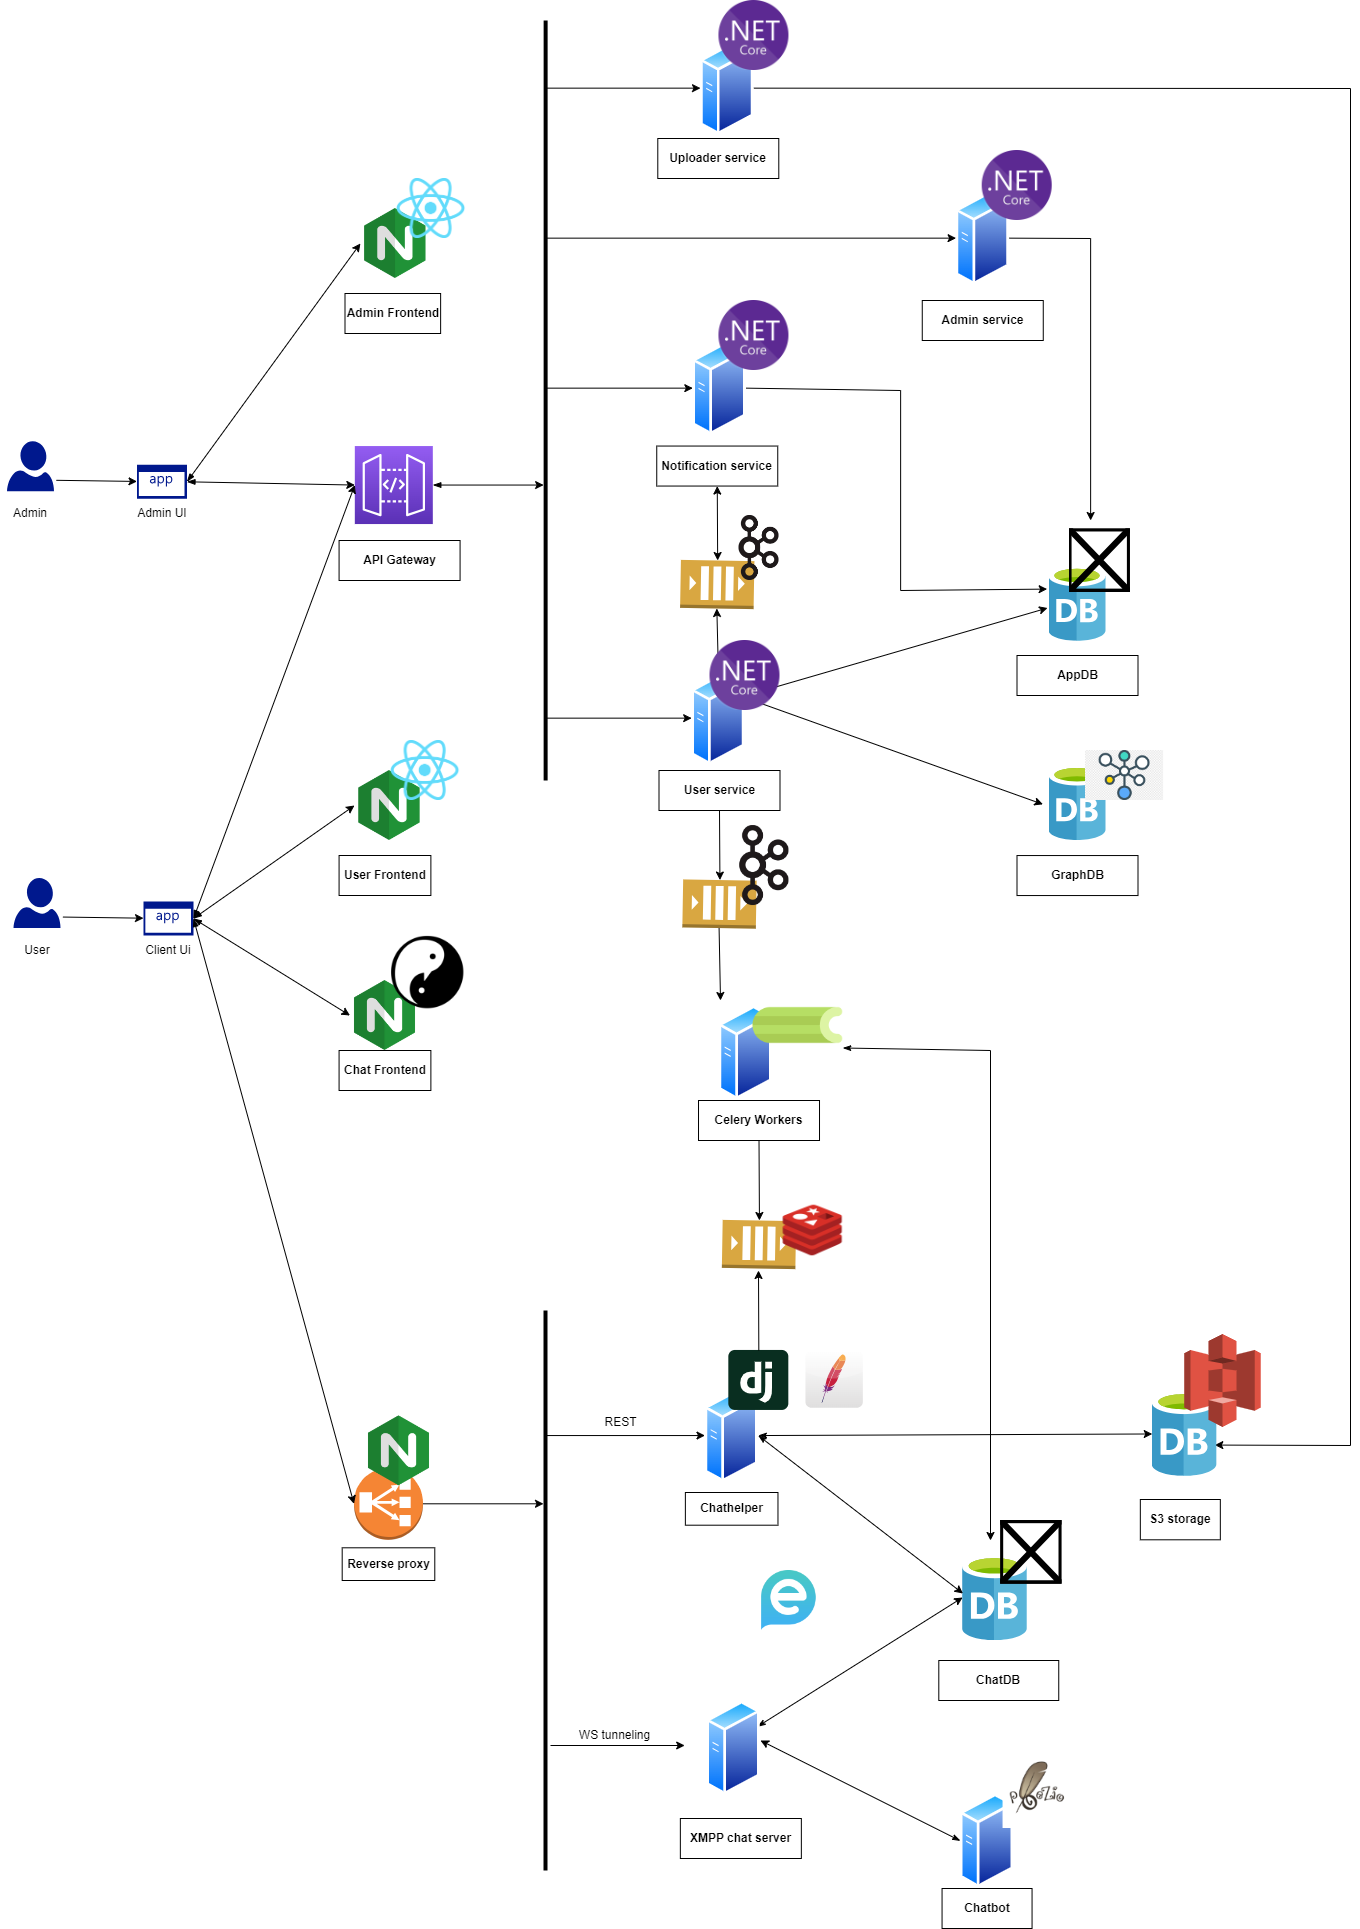 .NET
Core
Uploader service
.NET
Core
Admin service
Admin Frontend
.NET
Core
Notification service
app
Admin
Admin UI
</>
API Gateway
DB
AppDB
.NET
Core
User service
DB
GraphDB
User Frontend
app
User
Client Ui
Chat Frontend
Celery Workers
dj
REST
Chathelper
DB
S3 storage
Reverse proxy
e
DB
ChatDB
WS tunneling
XMPP chat server
poezio
Chatbot